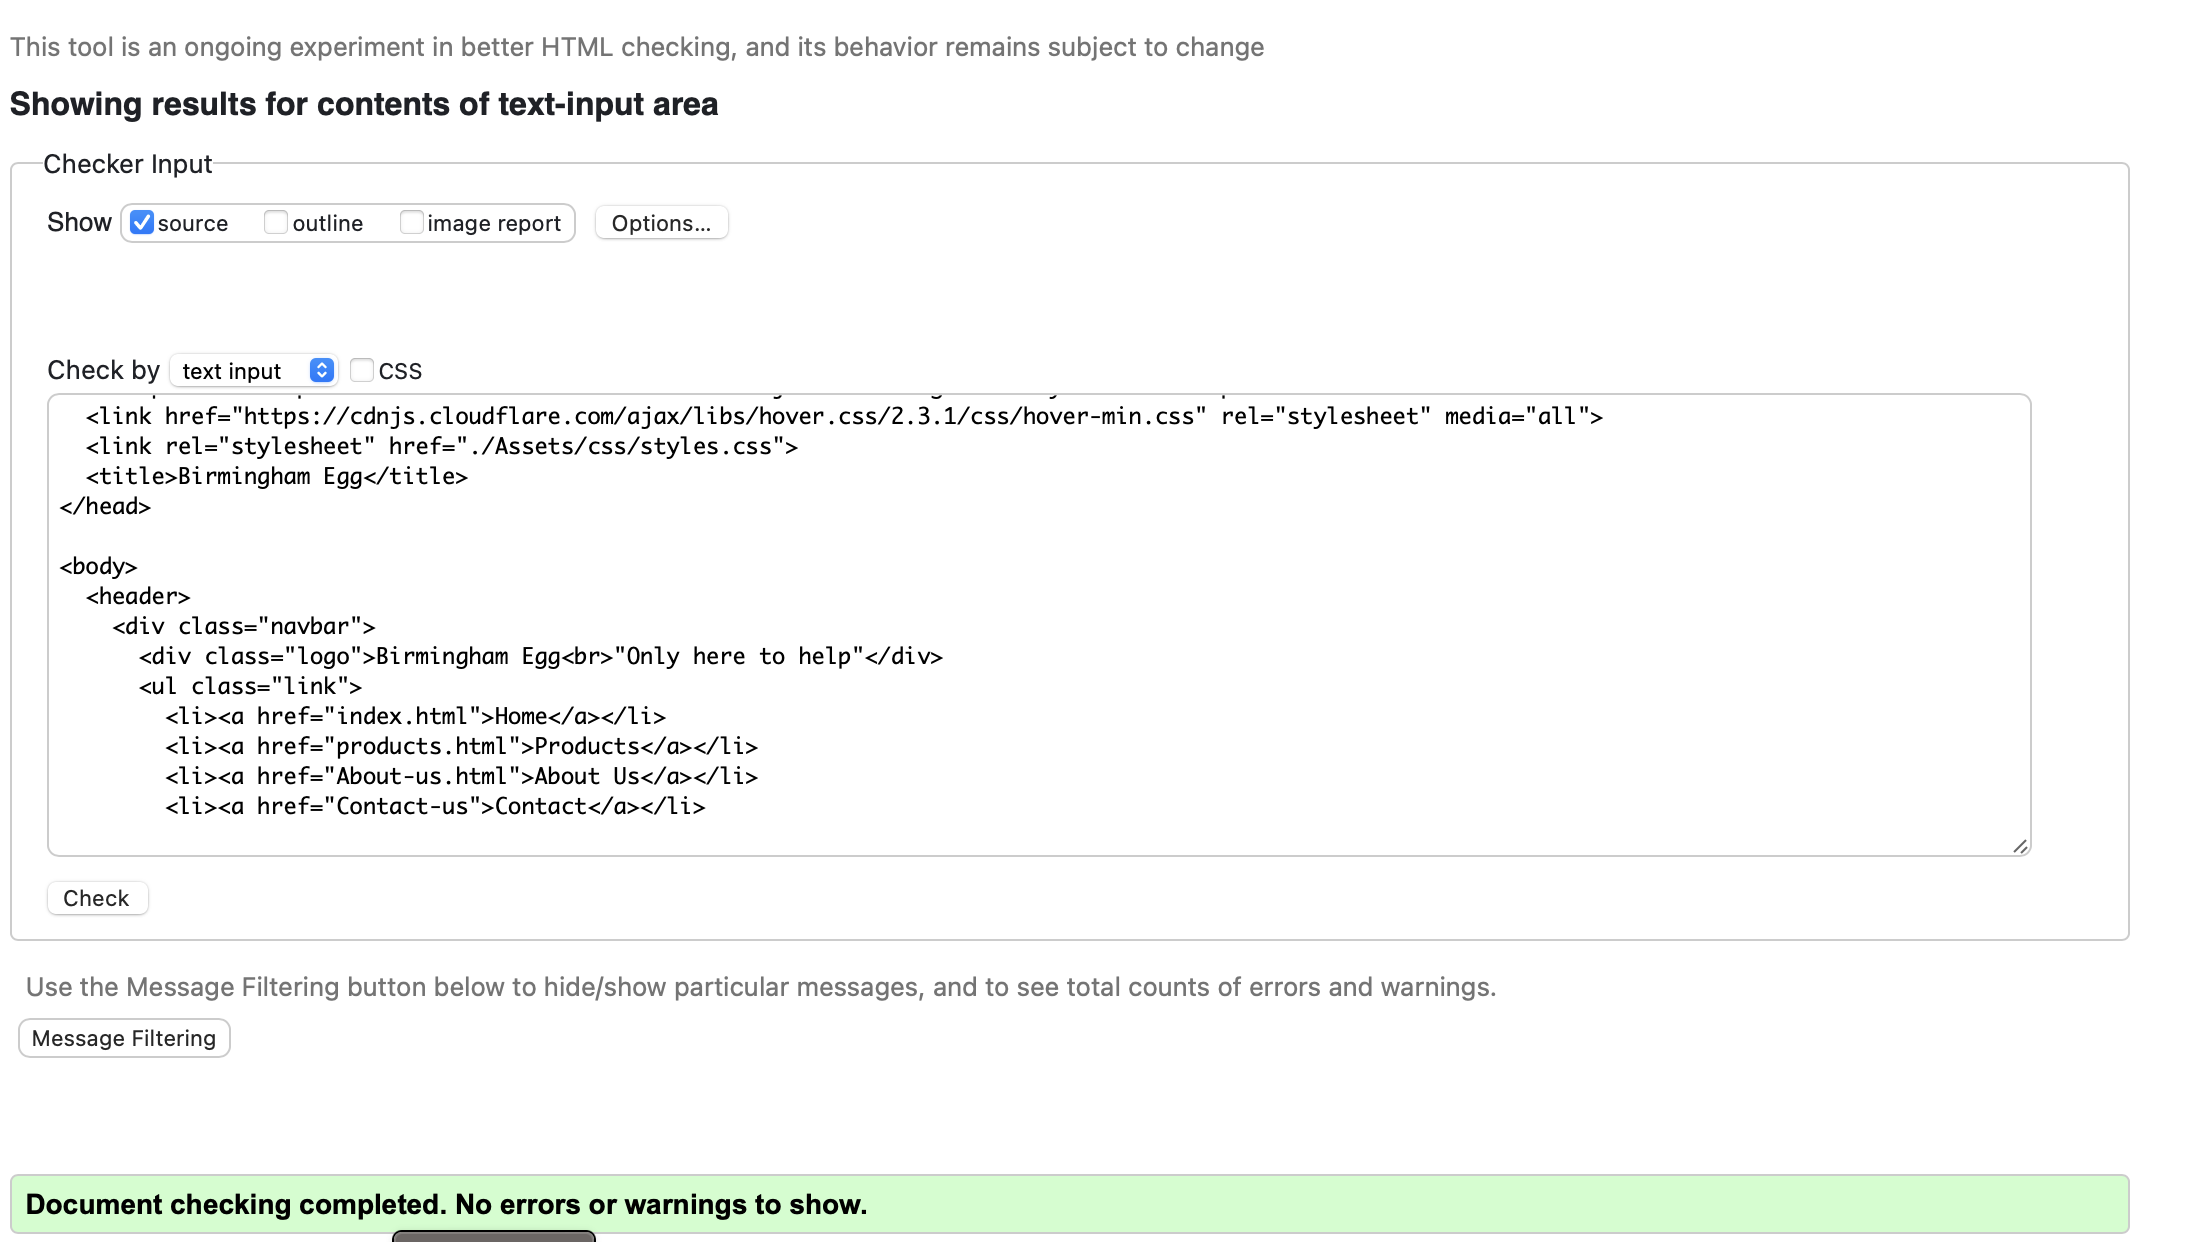 This tool is an ongoing experiment in better HTML checking, and its behavior remains subject to change
Showing results for contents of text-input area
Checker Input
Show source outline image report Options...
Check by text input CSS
<link href="https://cdnjs.cloudflare.com/ajax/libs/hover.css/2.3.1/css/hover-min.css" rel="stylesheet" media="all">
<link rel="stylesheet" href="./Assets/css/styles.css">
<title>Birmingham Egg</title>
</head>
<body>
<header>
<div class="navbar">
<div class="logo">Birmingham Egg<br>"Only here to help"</div>
<ul class="link">
<li><a href="index.html">Home</a></li>
<li><a href="products.html">Products</a></li>
<li><a href="About-us.html">About Us</a></li>
<li><a href="Contact-us">Contact</a></li>
Check
Use the Message Filtering button below to hide/show particular messages, and to see total counts of errors and warnings.
Message Filtering
Document checking completed. No errors or warnings to show.